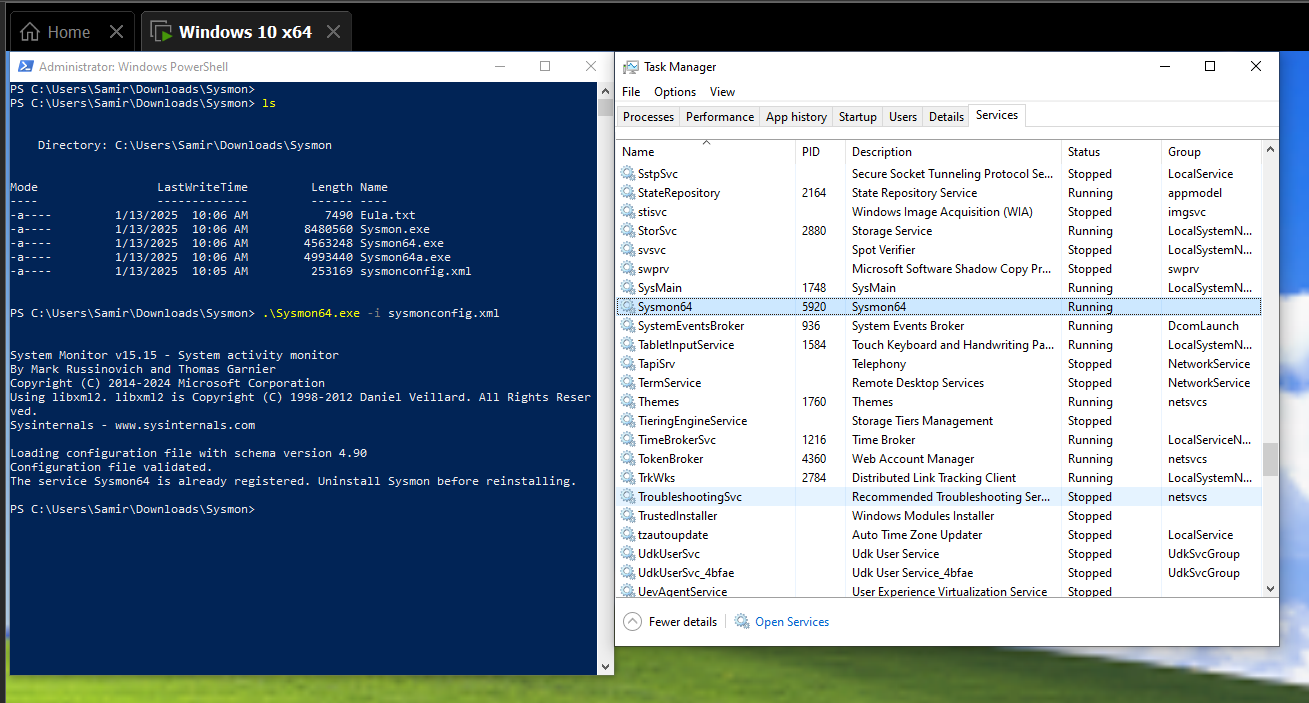 Home
Windows 10 x64
Administrator: Windows PowerShell
PS C:\Users\Samir\Downloads\Sysmon>
PS C:\Users\Samir\Downloads\Sysmon> ls
Directory: C:\Users\Samir\Downloads\Sysmon
Mode LastWriteTime Length Name
---- ------------- ------ ----
-a---- 1/13/2025 10:06 AM 7490 Eula.txt
-a---- 1/13/2025 10:06 AM 8480560 Sysmon.exe
-a---- 1/13/2025 10:06 AM 4563248 Sysmon64.exe
-a---- 1/13/2025 10:06 AM 4993440 Sysmon64a.exe
-a---- 1/13/2025 10:05 AM 253169 sysmonconfig.xml
PS C:\Users\Samir\Downloads\Sysmon> .\Sysmon64.exe -i sysmonconfig.xml
System Monitor v15.15 - System activity monitor
By Mark Russinovich and Thomas Garnier
Copyright (C) 2014-2024 Microsoft Corporation
Using libxml2. libxml2 is Copyright (C) 1998-2012 Daniel Veillard. All Rights Reser
ved.
Sysinternals - www.sysinternals.com
Loading configuration file with schema version 4.90
Configuration file validated.
The service Sysmon64 is already registered. Uninstall Sysmon before reinstalling.
PS C:\Users\Samir\Downloads\Sysmon>
Task Manager
File Options View
Processes Performance App history Startup Users Details Services
Name PID Description Status Group
SstpSvc Secure Socket Tunneling Protocol Se... Stopped LocalService
StateRepository 2164 State Repository Service Running appmodel
stisvc Windows Image Acquisition (WIA) Stopped imgsvc
StorSvc 2880 Storage Service Running LocalSystemN...
svsvc Spot Verifier Stopped LocalSystemN...
swprv Microsoft Software Shadow Copy Pr... Stopped swprv
SysMain 1748 SysMain Running LocalSystemN...
Sysmon64 5920 Sysmon64 Running
SystemEventsBroker 936 System Events Broker Running DcomLaunch
TabletInputService 1584 Touch Keyboard and Handwriting Pa... Running LocalSystemN...
TapiSrv Telephony Stopped NetworkService
TermService Remote Desktop Services Stopped NetworkService
Themes 1760 Themes Running netsvcs
TieringEngineService Storage Tiers Management Stopped
TimeBrokerSvc 1216 Time Broker Running LocalServiceN...
TokenBroker 4360 Web Account Manager Running netsvcs
TrkWks 2784 Distributed Link Tracking Client Running LocalSystemN...
TroubleshootingSvc Recommended Troubleshooting Ser... Stopped netsvcs
TrustedInstaller Windows Modules Installer Stopped
tzautoupdate Auto Time Zone Updater Stopped LocalService
UdkUserSvc Udk User Service Stopped UdkSvcGroup
UdkUserSvc_4bfae Udk User Service_4bfae Stopped UdkSvcGroup
UevAgentService User Experience Virtualization Service Stopped
Fewer details Open Services